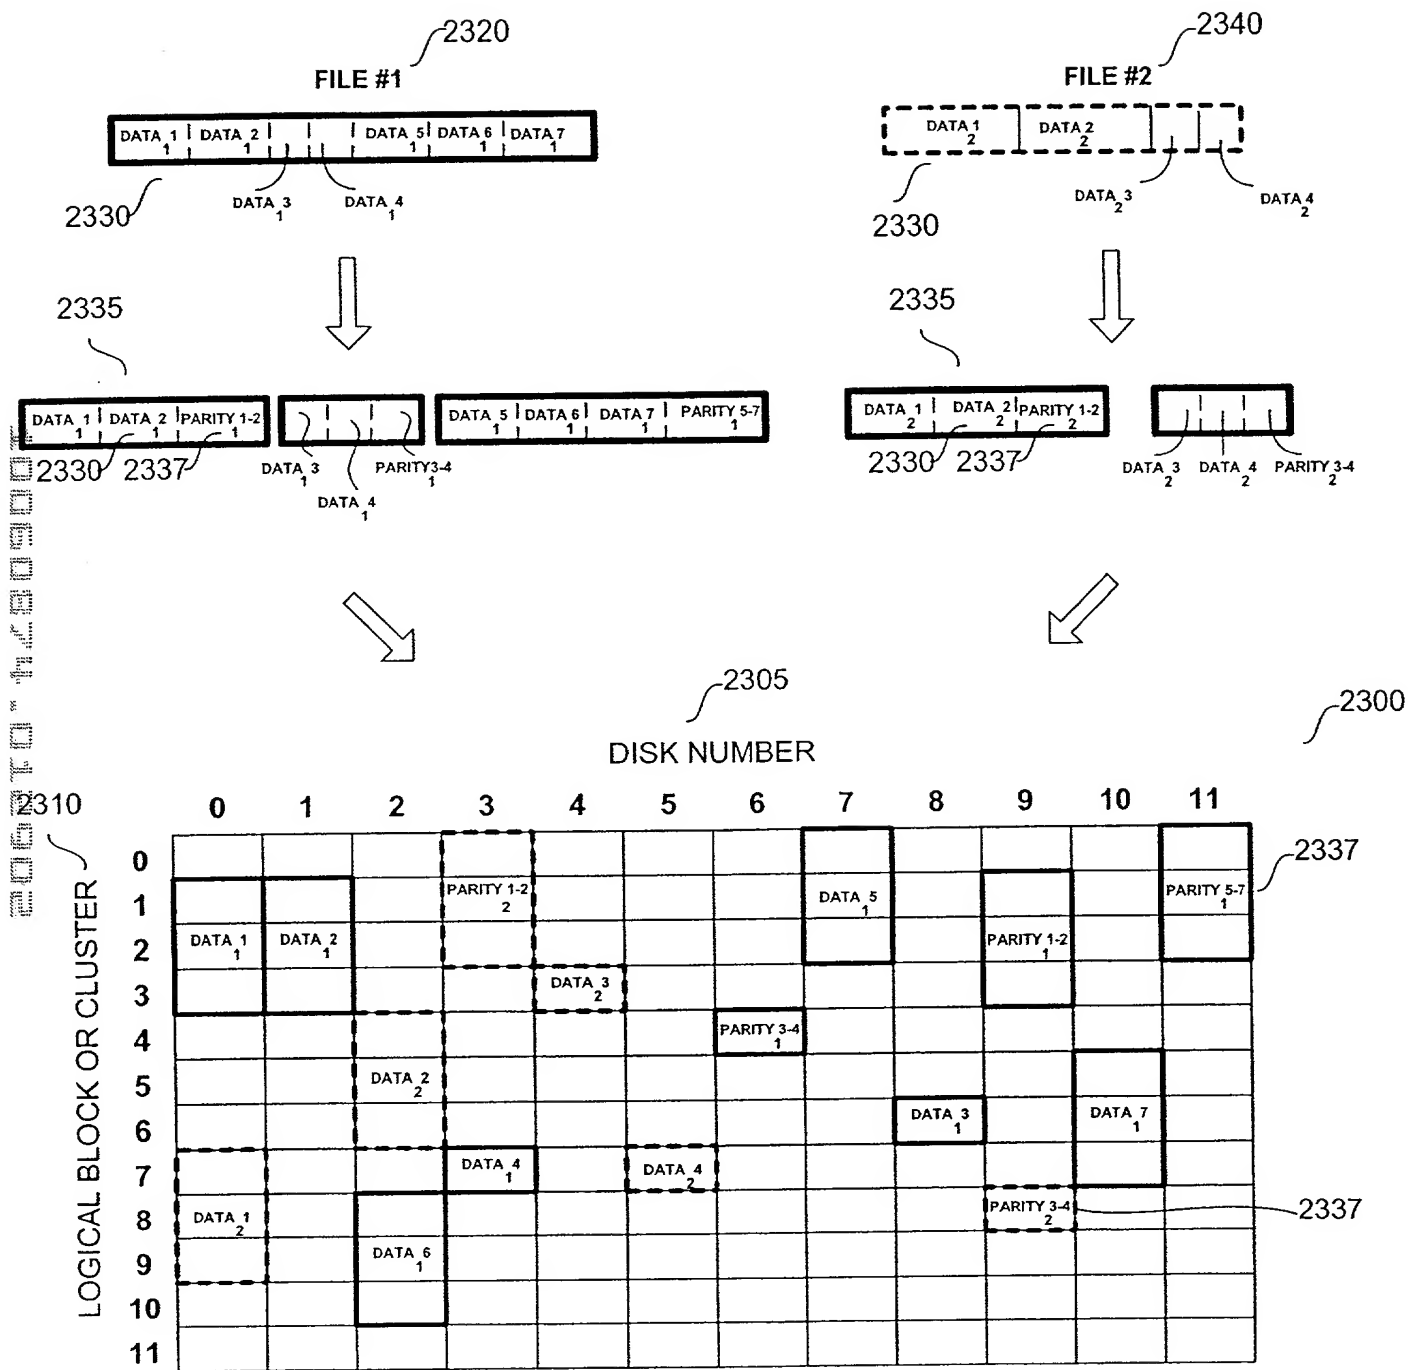 2320
2340
FILE #1
FILE #2
DATA 1 1 DATA 2 1 DATA 5 1 DATA 6 1 DATA 7 1
DATA 1 2 DATA 2 2
DATA 3 1 DATA 4 1
DATA 3 2 DATA 4 2
2330
2330
2335
2335
DATA 1 1 DATA 2 1 PARITY 1-2 1
DATA 5 1 DATA 6 1 DATA 7 1 PARITY 5-7 1
DATA 1 2 DATA 2 2 PARITY 1-2 2
2330 2337 DATA 3 1 PARITY3-4 1
DATA 4 1
2330 2337 DATA 3 2 DATA 4 2 PARITY 3-4 2
10060874.012902
2305
2300
DISK NUMBER
2310
0 1 2 3 4 5 6 7 8 9 10 11
LOGICAL BLOCK OR CLUSTER
0
2337
1 PARITY 1-2 2 DATA 5 1 PARITY 5-7 1
2 DATA 1 1 DATA 2 1 PARITY 1-2 1
3 DATA 3 2
4 PARITY 3-4 1
5 DATA 2 2
6 DATA 3 1 DATA 7 1
7 DATA 4 1 DATA 4 2
8 DATA 1 2 PARITY 3-4 2 2337
9 DATA 6 1
10
11